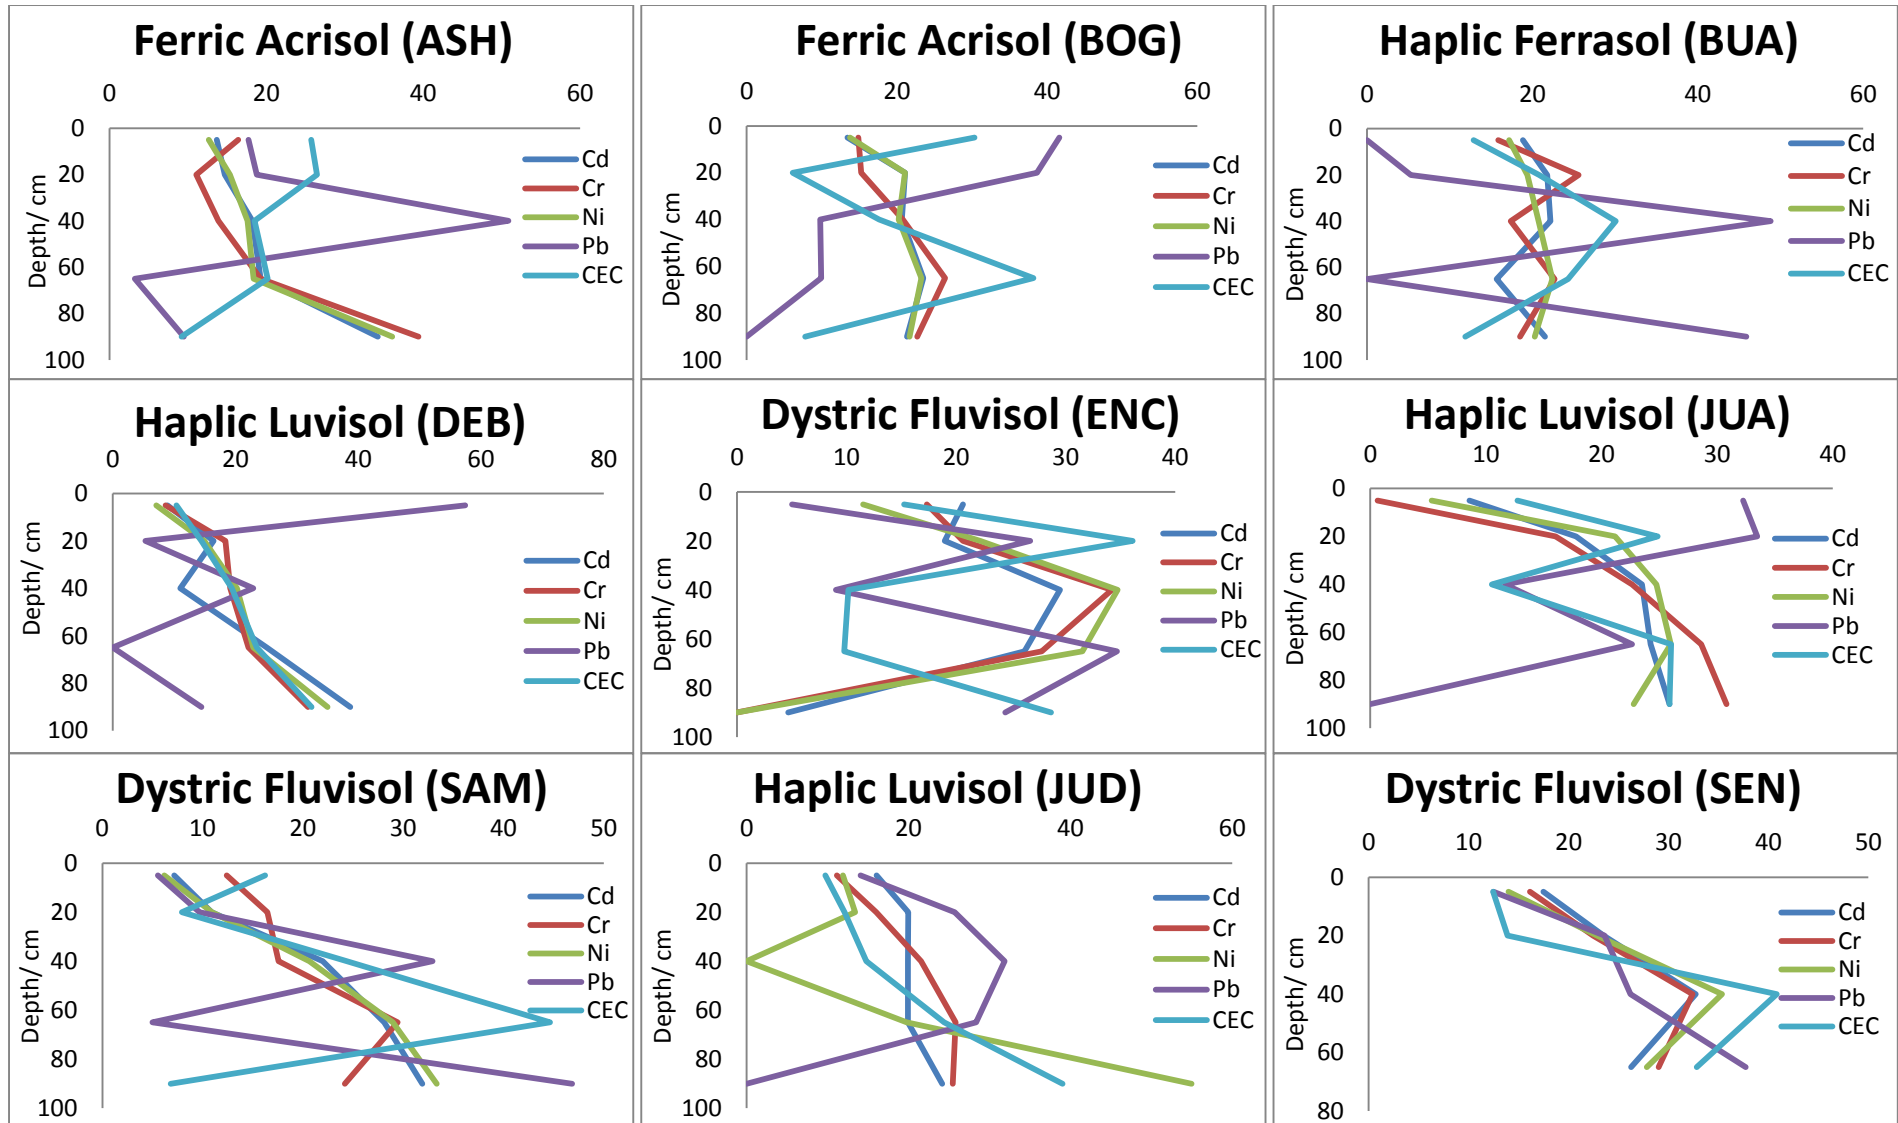 Ferric Acrisol (ASH)
0 20 40 60
0
20
40
60
80
100
Depth/ cm
Cd
Cr
Ni
Pb
CEC
Ferric Acrisol (BOG)
0 20 40 60
0
20
40
60
80
100
Depth/ cm
Cd
Cr
Ni
Pb
CEC
Haplic Ferrasol (BUA)
0 20 40 60
0
20
40
60
80
100
Depth/ cm
Cd
Cr
Ni
Pb
CEC
Haplic Luvisol (DEB)
0 20 40 60 80
0
20
40
60
80
100
Depth/ cm
Cd
Cr
Ni
Pb
CEC
Dystric Fluvisol (ENC)
0 10 20 30 40
0
20
40
60
80
100
Depth/ cm
Cd
Cr
Ni
Pb
CEC
Haplic Luvisol (JUA)
0 10 20 30 40
0
20
40
60
80
100
Depth/ cm
Cd
Cr
Ni
Pb
CEC
Dystric Fluvisol (SAM)
0 10 20 30 40 50
0
20
40
60
80
100
Depth/ cm
Cd
Cr
Ni
Pb
CEC
Haplic Luvisol (JUD)
0 20 40 60
0
20
40
60
80
100
Depth/ cm
Cd
Cr
Ni
Pb
CEC
Dystric Fluvisol (SEN)
0 10 20 30 40 50
0
20
40
60
80
Depth/ cm
Cd
Cr
Ni
Pb
CEC